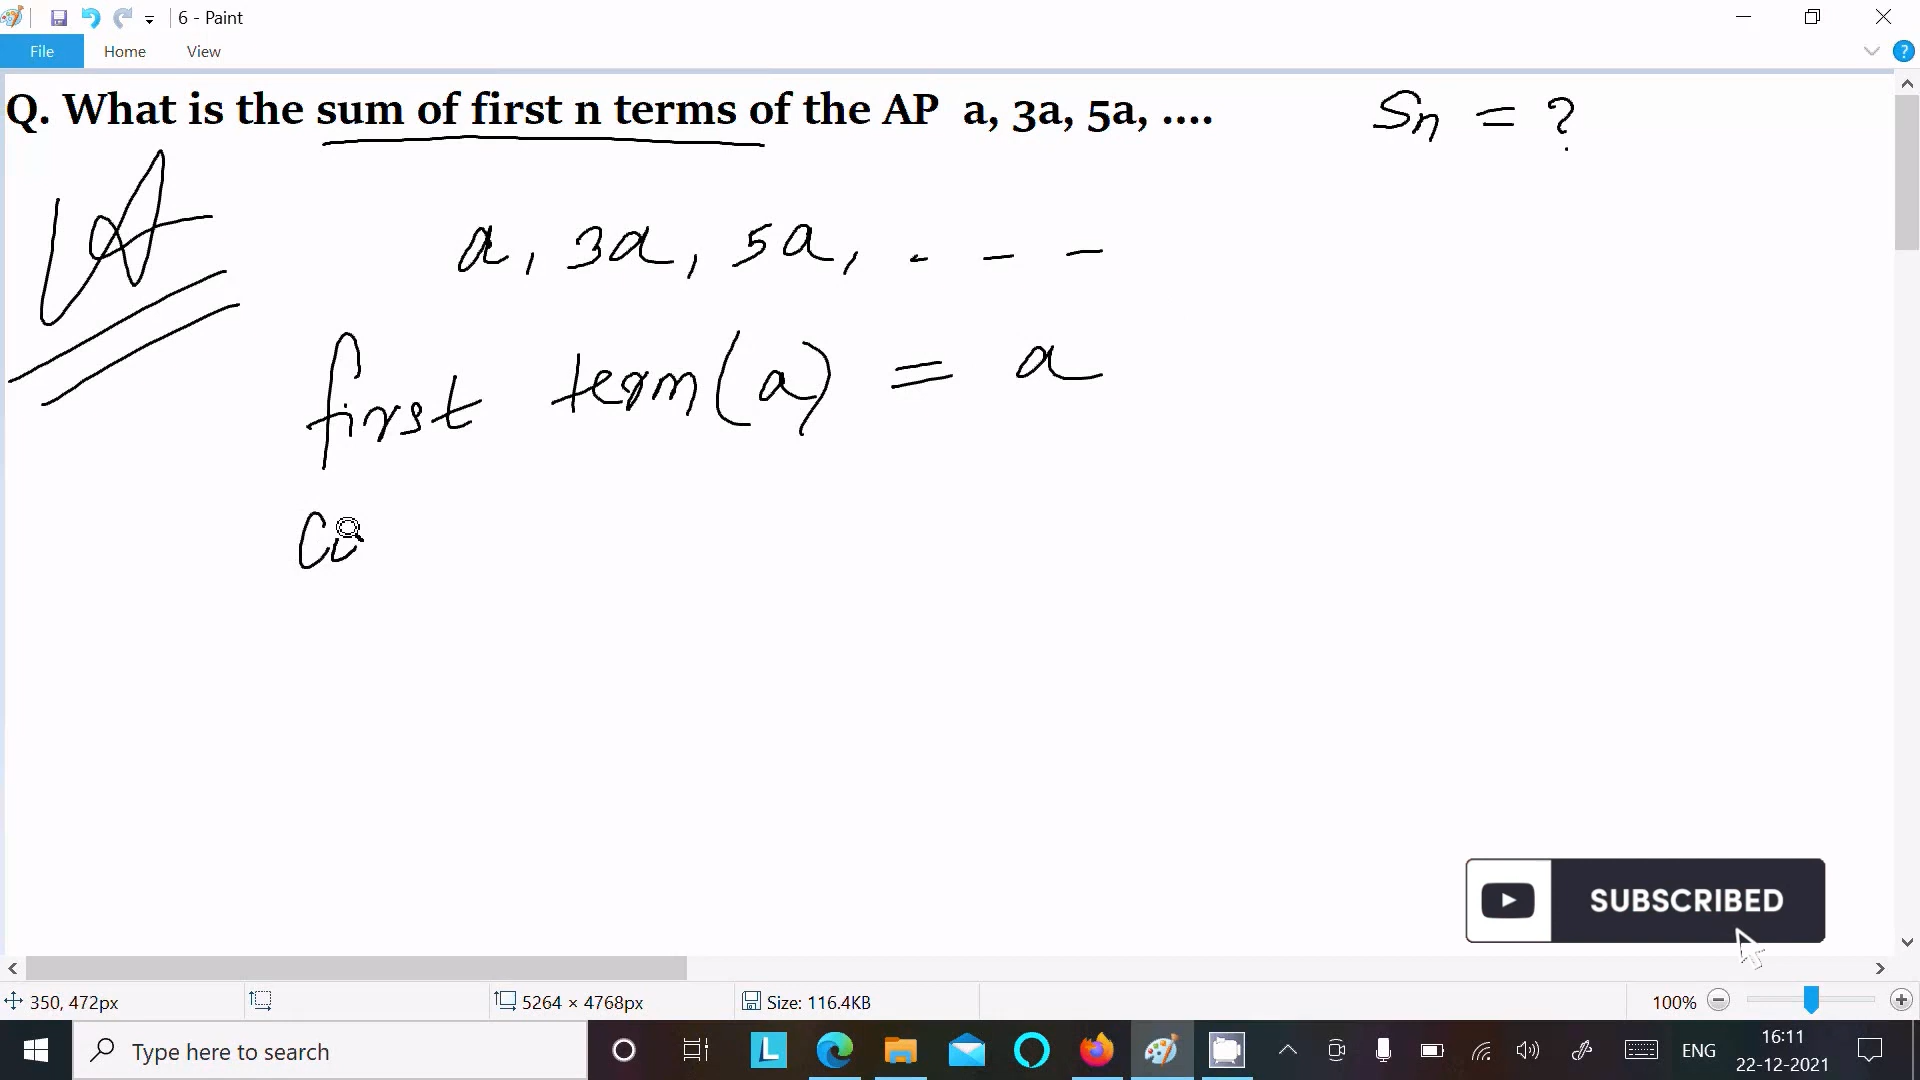 6 - Paint
File Home View
Q. What is the sum of first n terms of the AP a, 3a, 5a, .... Sn = ?
a, 3a, 5a, . - -
first term(a) = a
Co
SUBSCRIBED
350, 472px 5264 × 4768px Size: 116.4KB 100%
Type here to search L ENG 16:11
22-12-2021